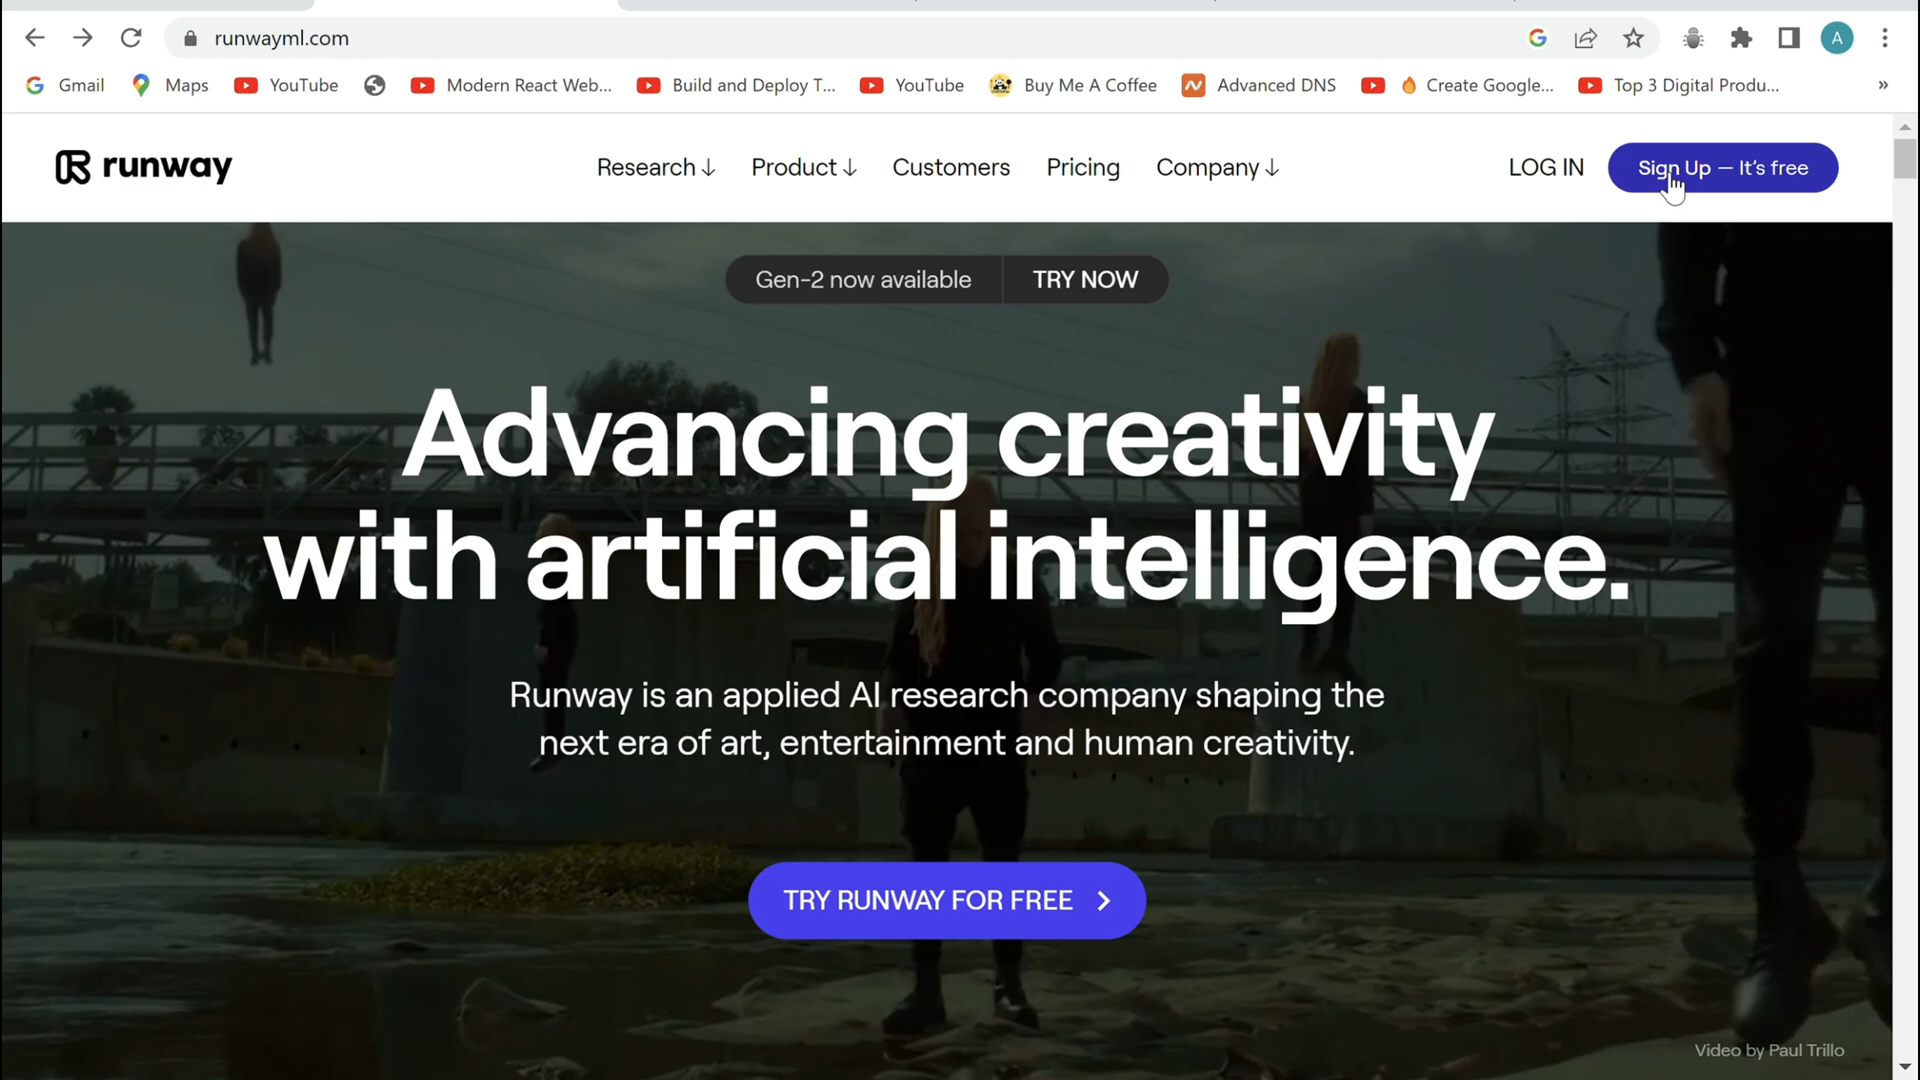 runwayml.com
Gmail Maps YouTube Modern React Web... Build and Deploy T... YouTube Buy Me A Coffee Advanced DNS Create Google... Top 3 Digital Produ... »
runway Research ↓ Product ↓ Customers Pricing Company ↓ LOG IN Sign Up — It's free
A
Gen-2 now available TRY NOW
Advancing creativity
with artificial intelligence.
Runway is an applied AI research company shaping the
next era of art, entertainment and human creativity.
TRY RUNWAY FOR FREE >
Video by Paul Trillo